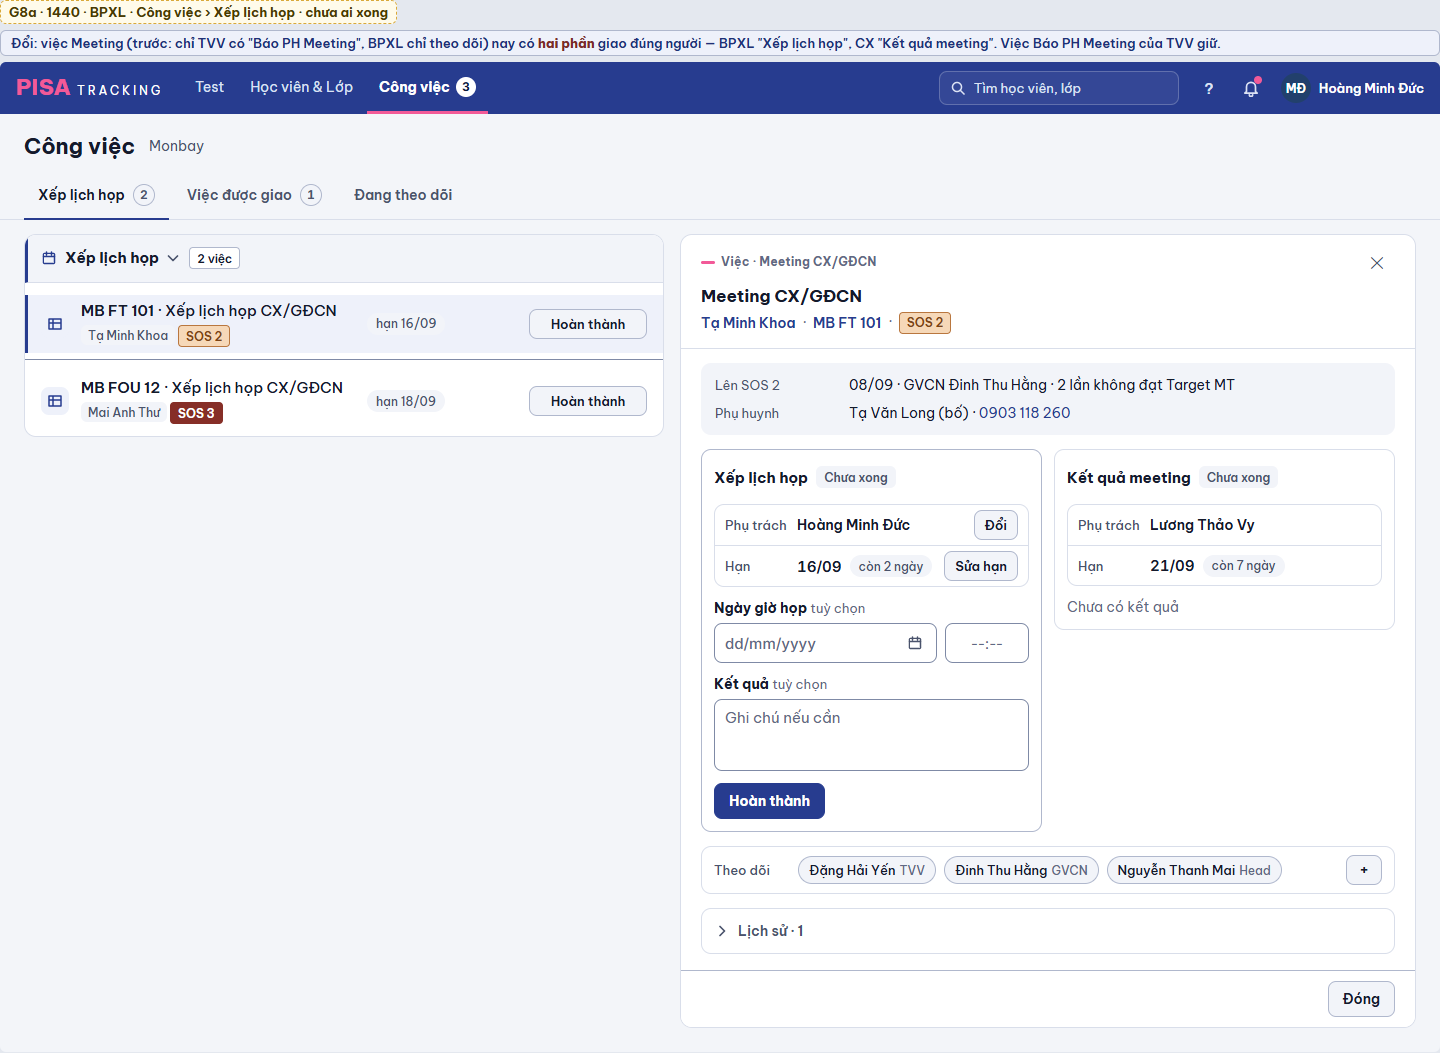 G8a · 1440 · BPXL · Công việc › Xếp lịch họp · chưa ai xong
Đổi: việc Meeting (trước: chỉ TVV có "Báo PH Meeting", BPXL chỉ theo dõi) nay có hai phần giao đúng người — BPXL "Xếp lịch họp", CX "Kết quả meeting". Việc Báo PH Meeting của TVV giữ.
PISA TRACKING Test Học viên & Lớp Công việc 3 Tìm học viên, lớp ? MĐ Hoàng Minh Đức
Công việc Monbay
Xếp lịch họp 2 Việc được giao 1 Đang theo dõi
Xếp lịch họp 2 việc
MB FT 101 · Xếp lịch họp CX/GĐCN
Tạ Minh Khoa SOS 2
hạn 16/09
Hoàn thành
MB FOU 12 · Xếp lịch họp CX/GĐCN
Mai Anh Thư SOS 3
hạn 18/09
Hoàn thành
Việc · Meeting CX/GĐCN
Meeting CX/GĐCN
Tạ Minh Khoa · MB FT 101 · SOS 2
Lên SOS 2 08/09 · GVCN Đinh Thu Hằng · 2 lần không đạt Target MT
Phụ huynh Tạ Văn Long (bố) · 0903 118 260
Xếp lịch họp Chưa xong
Phụ trách Hoàng Minh Đức Đổi
Hạn 16/09 còn 2 ngày Sửa hạn
Ngày giờ họp tuỳ chọn
dd/mm/yyyy --:--
Kết quả tuỳ chọn
Ghi chú nếu cần
Hoàn thành
Kết quả meeting Chưa xong
Phụ trách Lương Thảo Vy
Hạn 21/09 còn 7 ngày
Chưa có kết quả
Theo dõi Đặng Hải Yến TVV Đinh Thu Hằng GVCN Nguyễn Thanh Mai Head +
Lịch sử · 1
Đóng